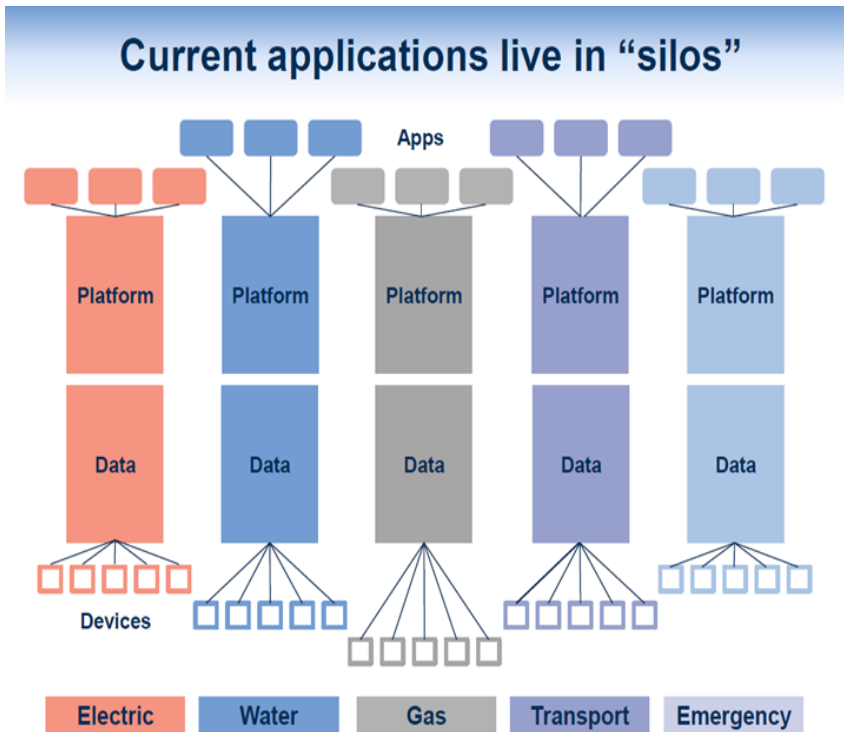 Current applications live in “silos”
Apps
Platform Platform Platform Platform Platform
Data Data Data Data Data
Devices
Electric Water Gas Transport Emergency